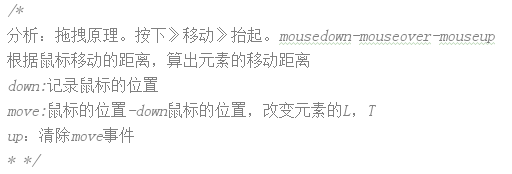 /*
分析：拖拽原理。按下》移动》抬起。mousedown-mouseover-mouseup
根据鼠标移动的距离，算出元素的移动距离
down:记录鼠标的位置
move:鼠标的位置-down鼠标的位置，改变元素的L，T
up：清除move事件
* */